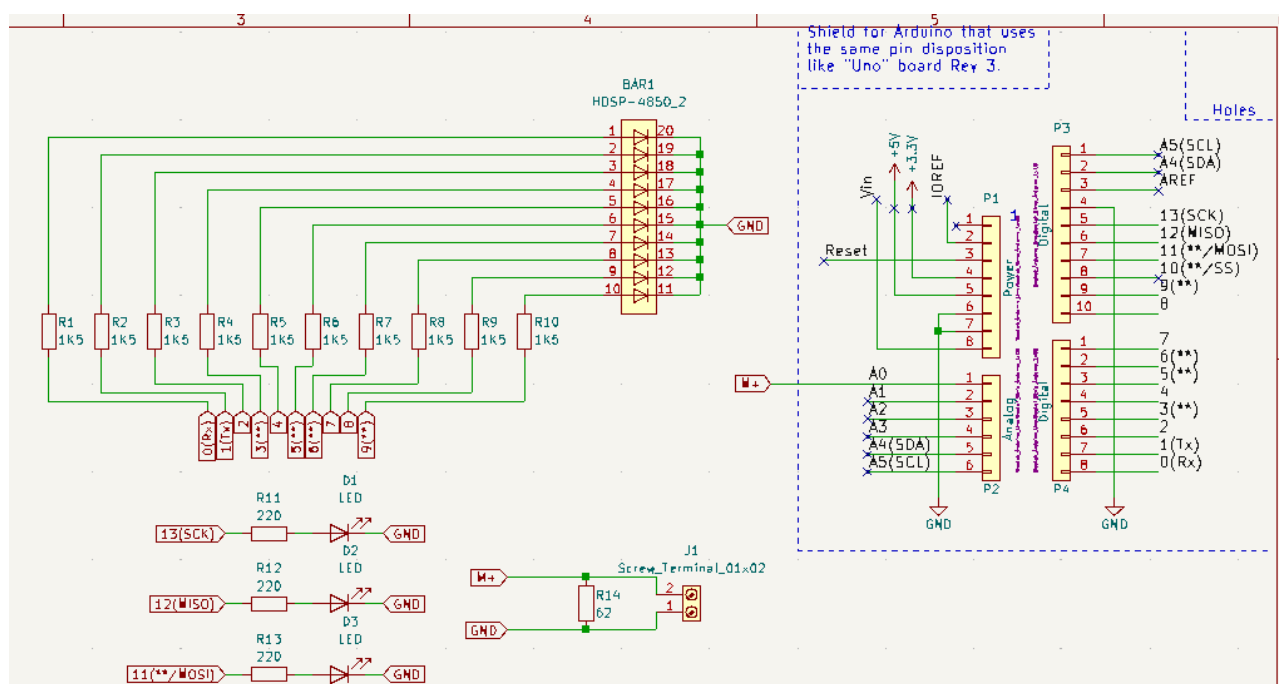 3
4
5
Shield for Arduino that uses
the same pin disposition
like "Uno" board Rev 3.
Holes
BAR1
HDSP-4850_2
1
2
3
4
5
6
7
8
9
10
20
19
18
17
16
15
14
13
12
11
GND
R1
1k5
R2
1k5
R3
1k5
R4
1k5
R5
1k5
R6
1k5
R7
1k5
R8
1k5
R9
1k5
R10
1k5
0(Rx)
1(Tx)
2
3(**)
4
5(**)
6(**)
7
8
9(**)
Vin
+5V
+3.3V
IOREF
Reset
P1
1
1
2
3
4
5
6
7
8
Power
M+
A0
A1
A2
A3
A4(SDA)
A5(SCL)
1
2
3
4
5
6
Analog
P2
GND
P3
1
2
3
4
5
6
7
8
9
10
Digital
A5(SCL)
A4(SDA)
AREF
13(SCK)
12(MISO)
11(**/MOSI)
10(**/SS)
9(**)
8
1
2
3
4
5
6
7
8
Digital
P4
7
6(**)
5(**)
4
3(**)
2
1(Tx)
0(Rx)
GND
D1
LED
R11
220
13(SCK)
GND
D2
LED
R12
220
12(MISO)
GND
D3
LED
R13
220
11(**/MOSI)
GND
J1
Screw_Terminal_01x02
M+
R14
62
2
1
GND